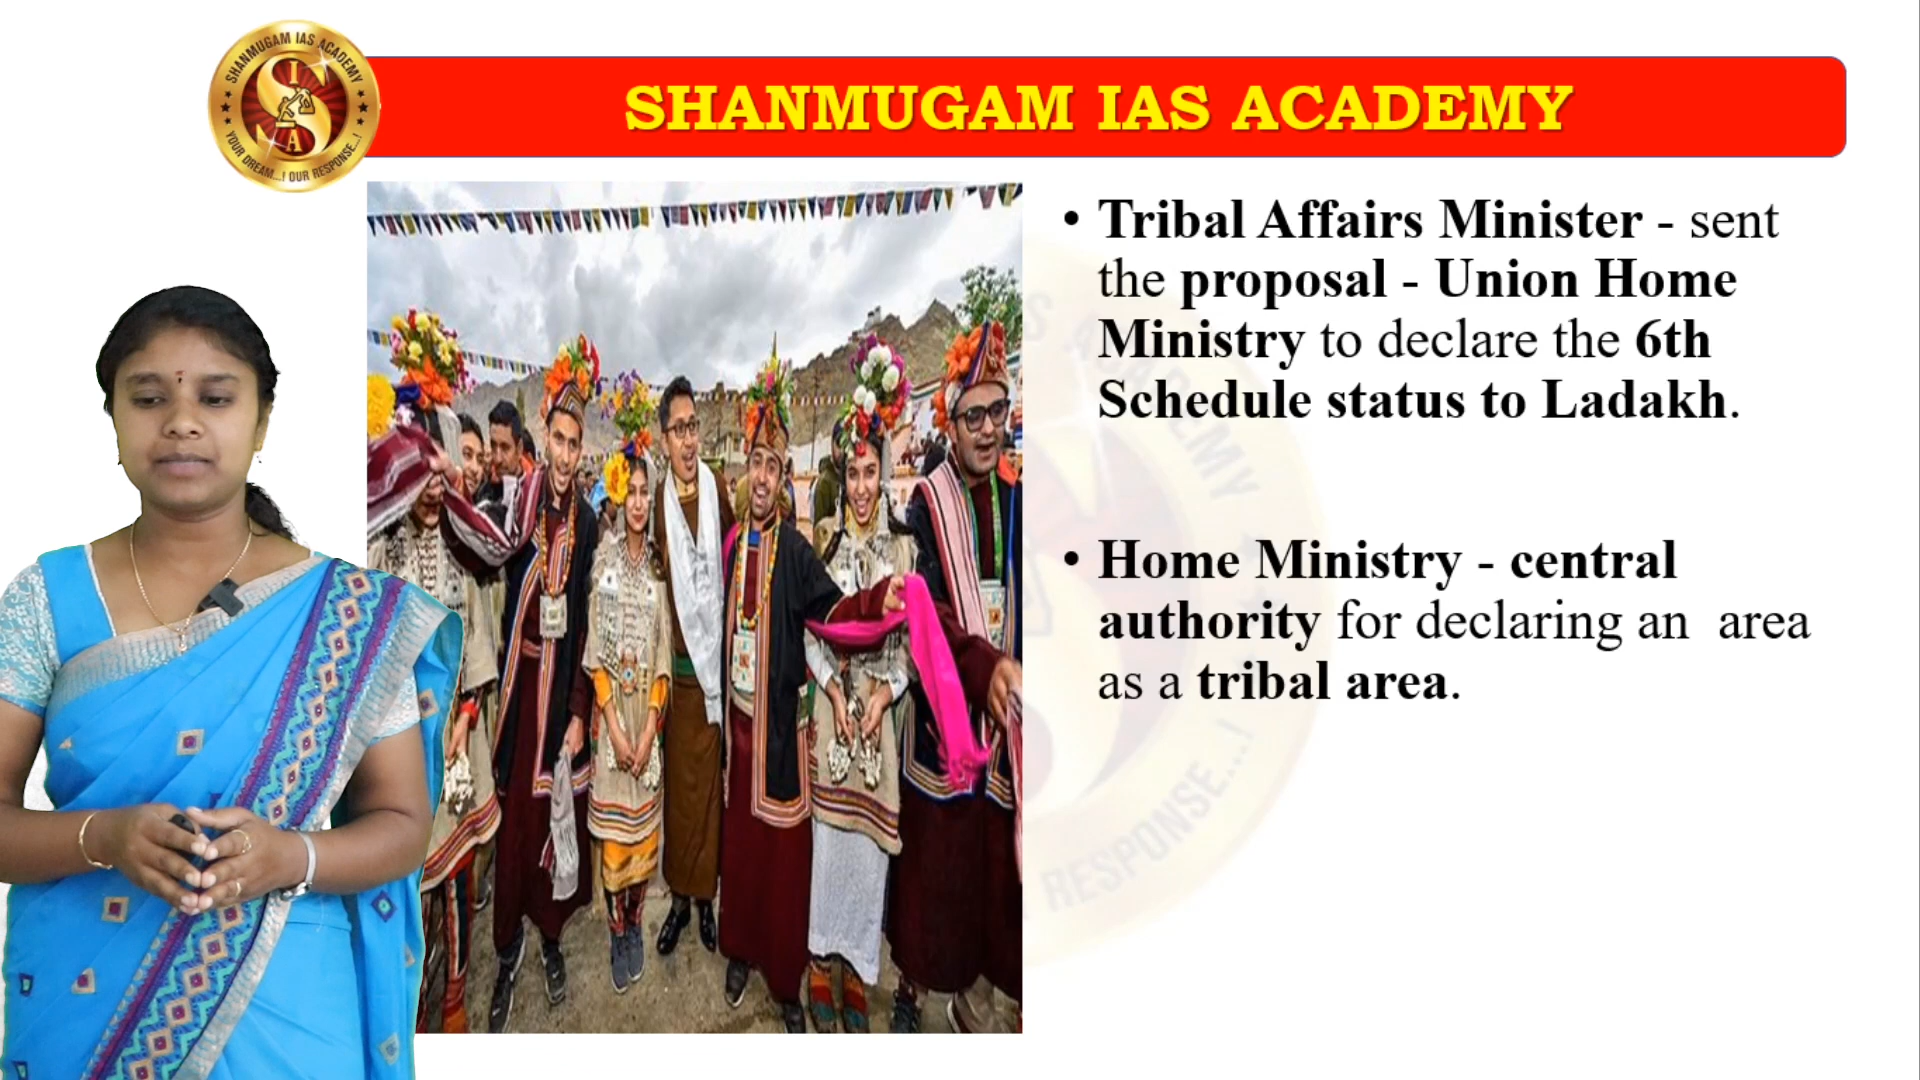 SHANMUGAM IAS ACADEMY
SHANMUGAM IAS ACADEMY
YOUR DREAM...! OUR RESPONSE...!
S
I
A
• Tribal Affairs Minister - sent
the proposal - Union Home
Ministry to declare the 6th
Schedule status to Ladakh.
• Home Ministry - central
authority for declaring an  area
as a tribal area.
S ACADEMY
RESPONSE...!